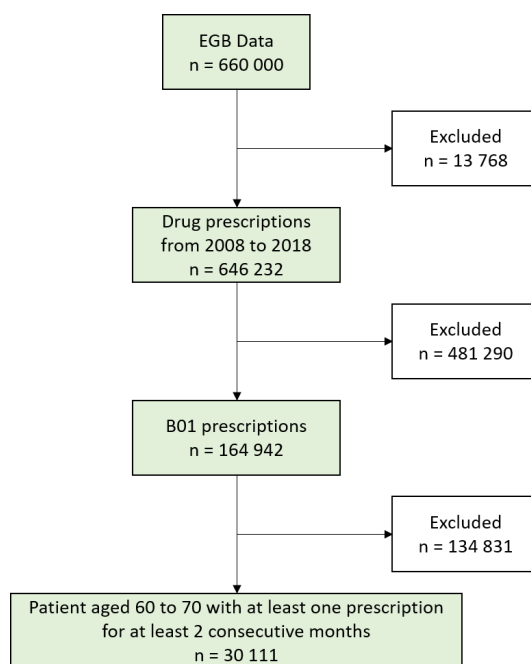 EGB Data
n = 660 000
Excluded
n = 13 768
Drug prescriptions
from 2008 to 2018
n = 646 232
Excluded
n = 481 290
B01 prescriptions
n = 164 942
Excluded
n = 134 831
Patient aged 60 to 70 with at least one prescription
for at least 2 consecutive months
n = 30 111